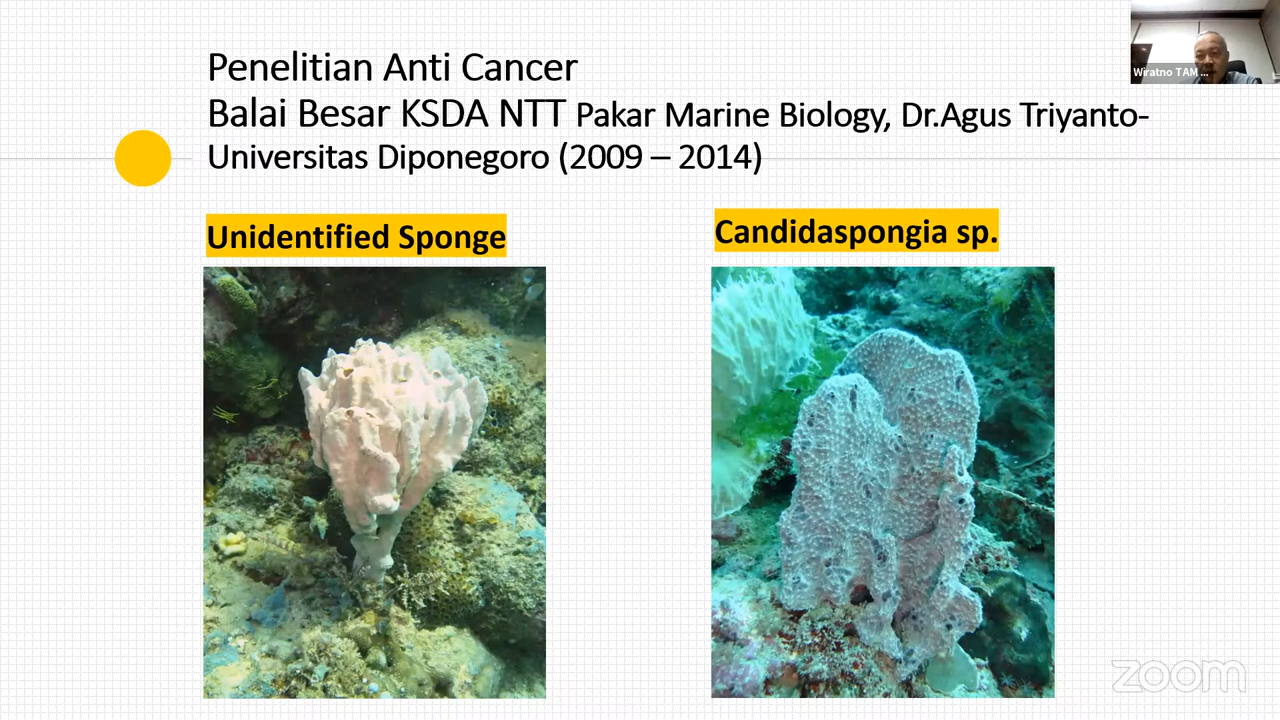 Penelitian Anti Cancer
Balai Besar KSDA NTT Pakar Marine Biology, Dr.Agus Triyanto-
Universitas Diponegoro (2009 – 2014)
Wiratno TAM ...
Unidentified Sponge
Candidaspongia sp.
zoom